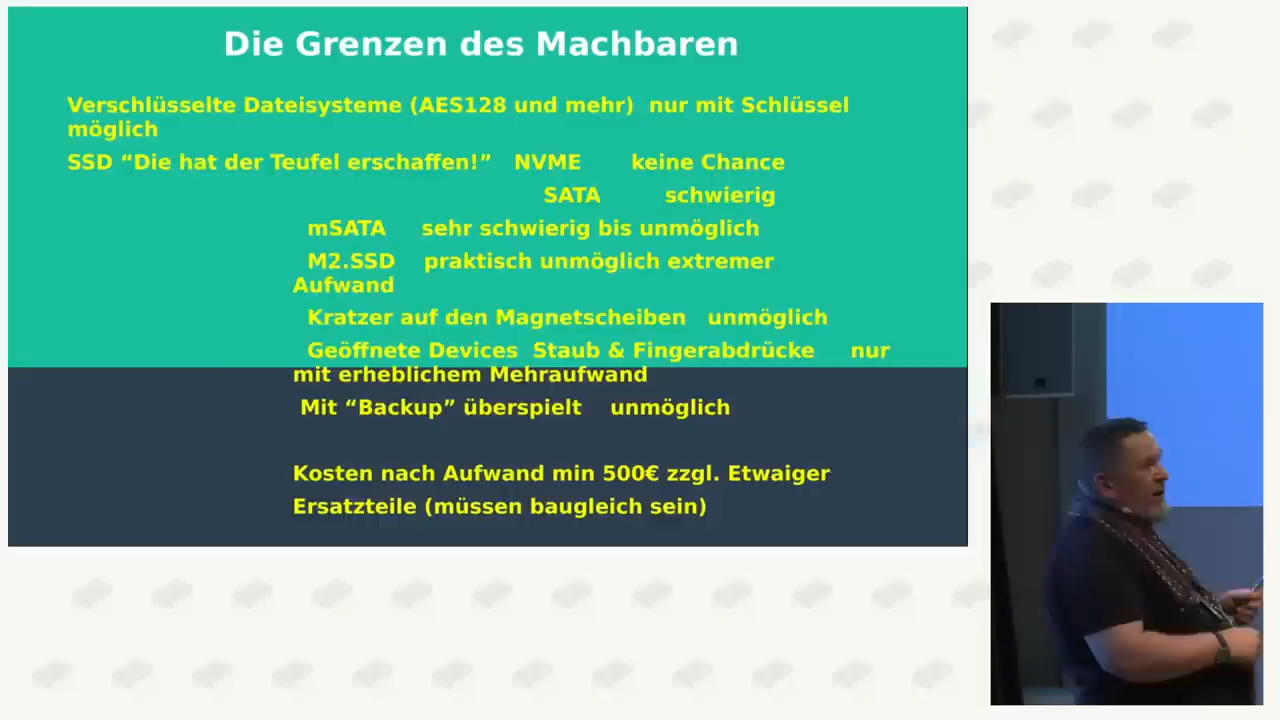 Die Grenzen des Machbaren
Verschlüsselte Dateisysteme (AES128 und mehr) nur mit Schlüssel
möglich
SSD “Die hat der Teufel erschaffen!” NVME keine Chance
SATA schwierig
mSATA sehr schwierig bis unmöglich
M2.SSD praktisch unmöglich extremer
Aufwand
Kratzer auf den Magnetscheiben unmöglich
Geöffnete Devices Staub & Fingerabdrücke nur
mit erheblichem Mehraufwand
Mit “Backup” überspielt unmöglich
Kosten nach Aufwand min 500€ zzgl. Etwaiger
Ersatzteile (müssen baugleich sein)